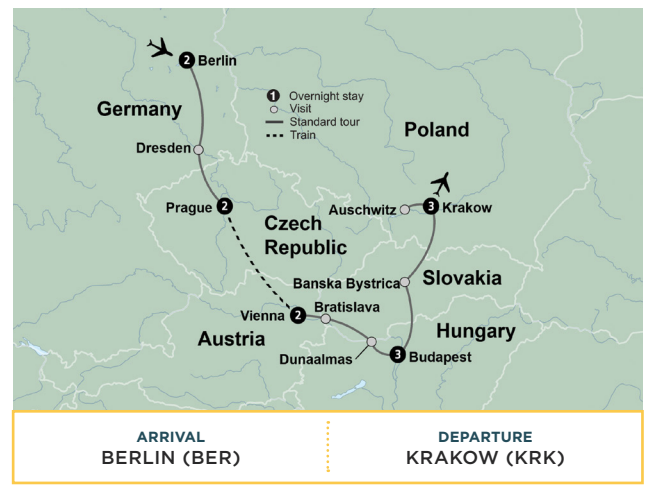 2 Berlin
1 Overnight stay
Visit
Standard tour
Train
Germany
Poland
Dresden
Prague 2
Auschwitz
3 Krakow
Czech
Republic
Banska Bystrica
Slovakia
Vienna 2
Bratislava
Austria
Hungary
Dunaalmas
3 Budapest
ARRIVAL
BERLIN (BER)
DEPARTURE
KRAKOW (KRK)